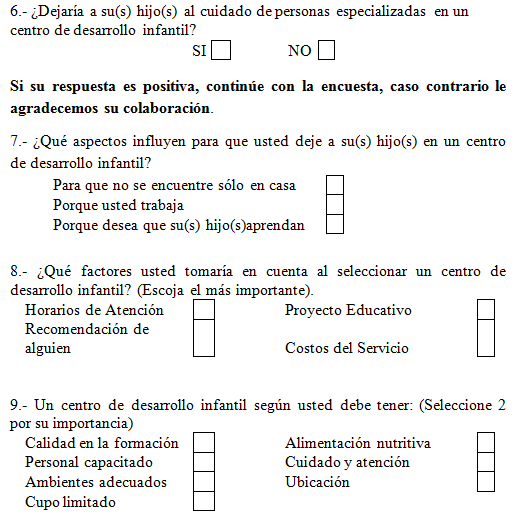 6.- ¿Dejaría a su(s) hijo(s) al cuidado de personas especializadas en un
centro de desarrollo infantil?
SI NO
Si su respuesta es positiva, continúe con la encuesta, caso contrario le
agradecemos su colaboración.
7.- ¿Qué aspectos influyen para que usted deje a su(s) hijo(s) en un centro
de desarrollo infantil?
Para que no se encuentre sólo en casa
Porque usted trabaja
Porque desea que su(s) hijo(s)aprendan
8.- ¿Qué factores usted tomaría en cuenta al seleccionar un centro de
desarrollo infantil? (Escoja el más importante).
Horarios de Atención Proyecto Educativo
Recomendación de
alguien Costos del Servicio
9.- Un centro de desarrollo infantil según usted debe tener: (Seleccione 2
por su importancia)
Calidad en la formación Alimentación nutritiva
Personal capacitado Cuidado y atención
Ambientes adecuados Ubicación
Cupo limitado